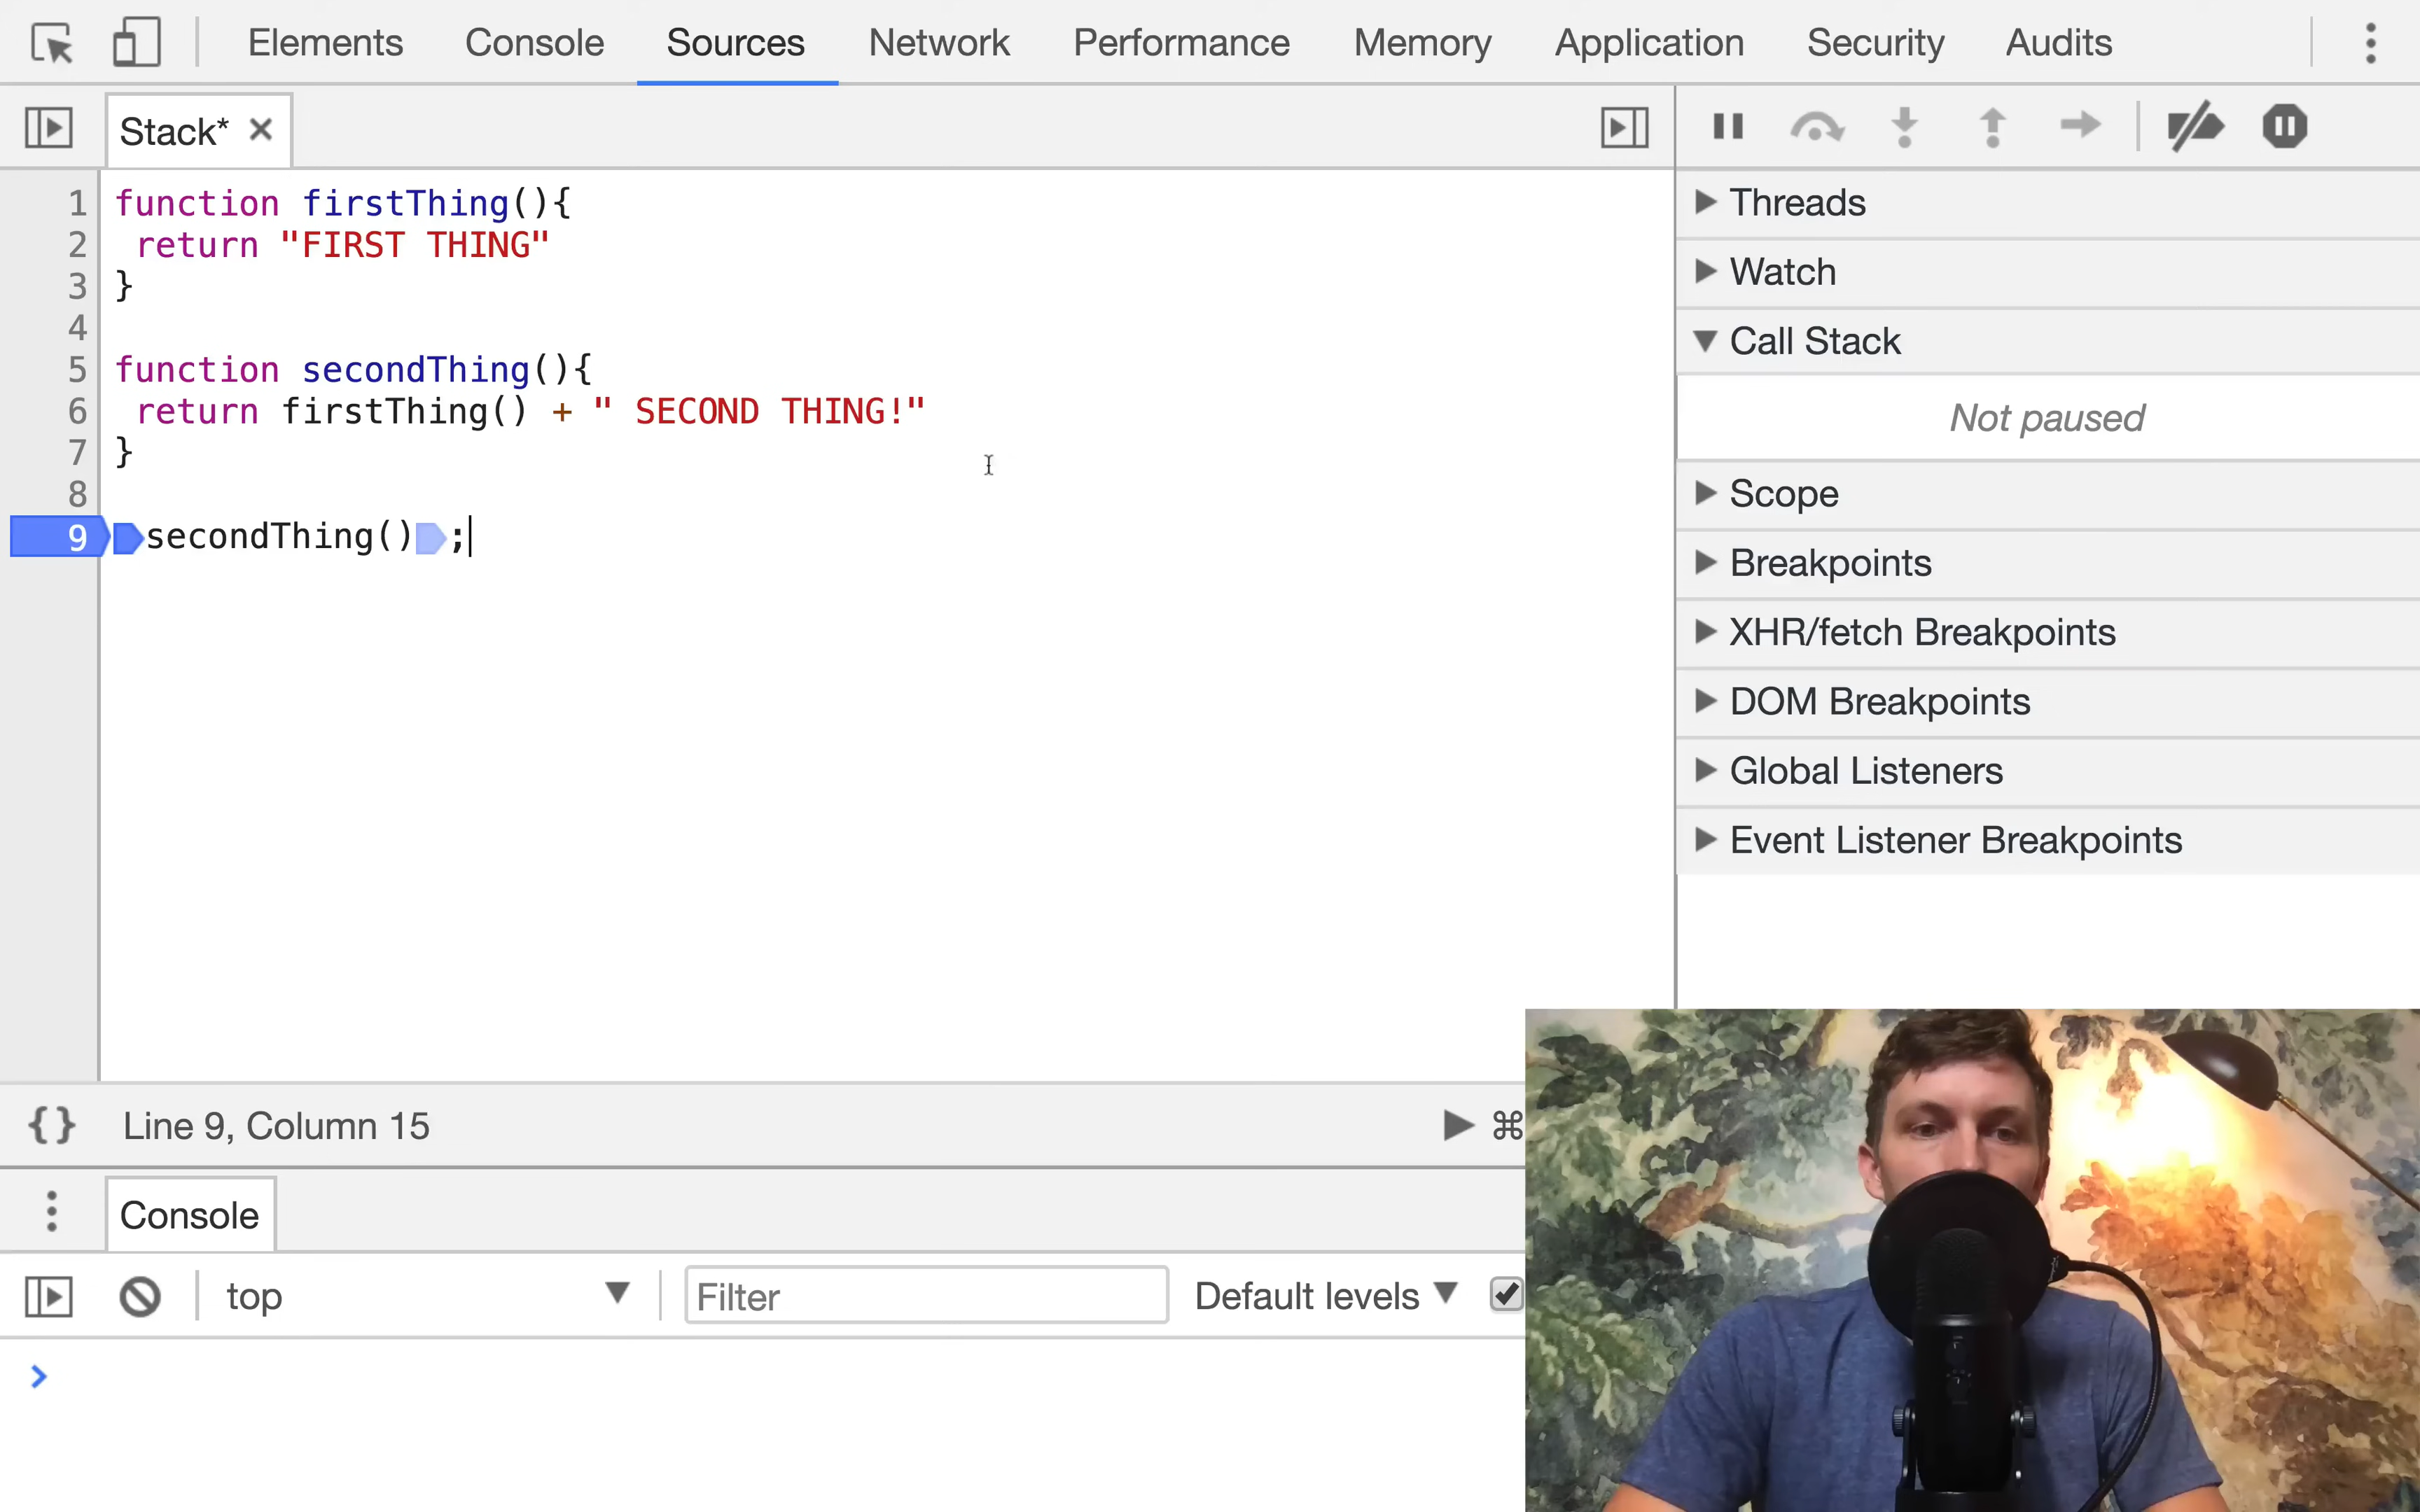 Elements Console Sources Network Performance Memory Application Security Audits
Stack*
1 function firstThing(){
2 return "FIRST THING"
3 }
4
5 function secondThing(){
6 return firstThing() + " SECOND THING!"
7 }
8
9 secondThing();
Threads
Watch
Call Stack
Not paused
Scope
Breakpoints
XHR/fetch Breakpoints
DOM Breakpoints
Global Listeners
Event Listener Breakpoints
{} Line 9, Column 15 ⌘
Console
top Filter Default levels